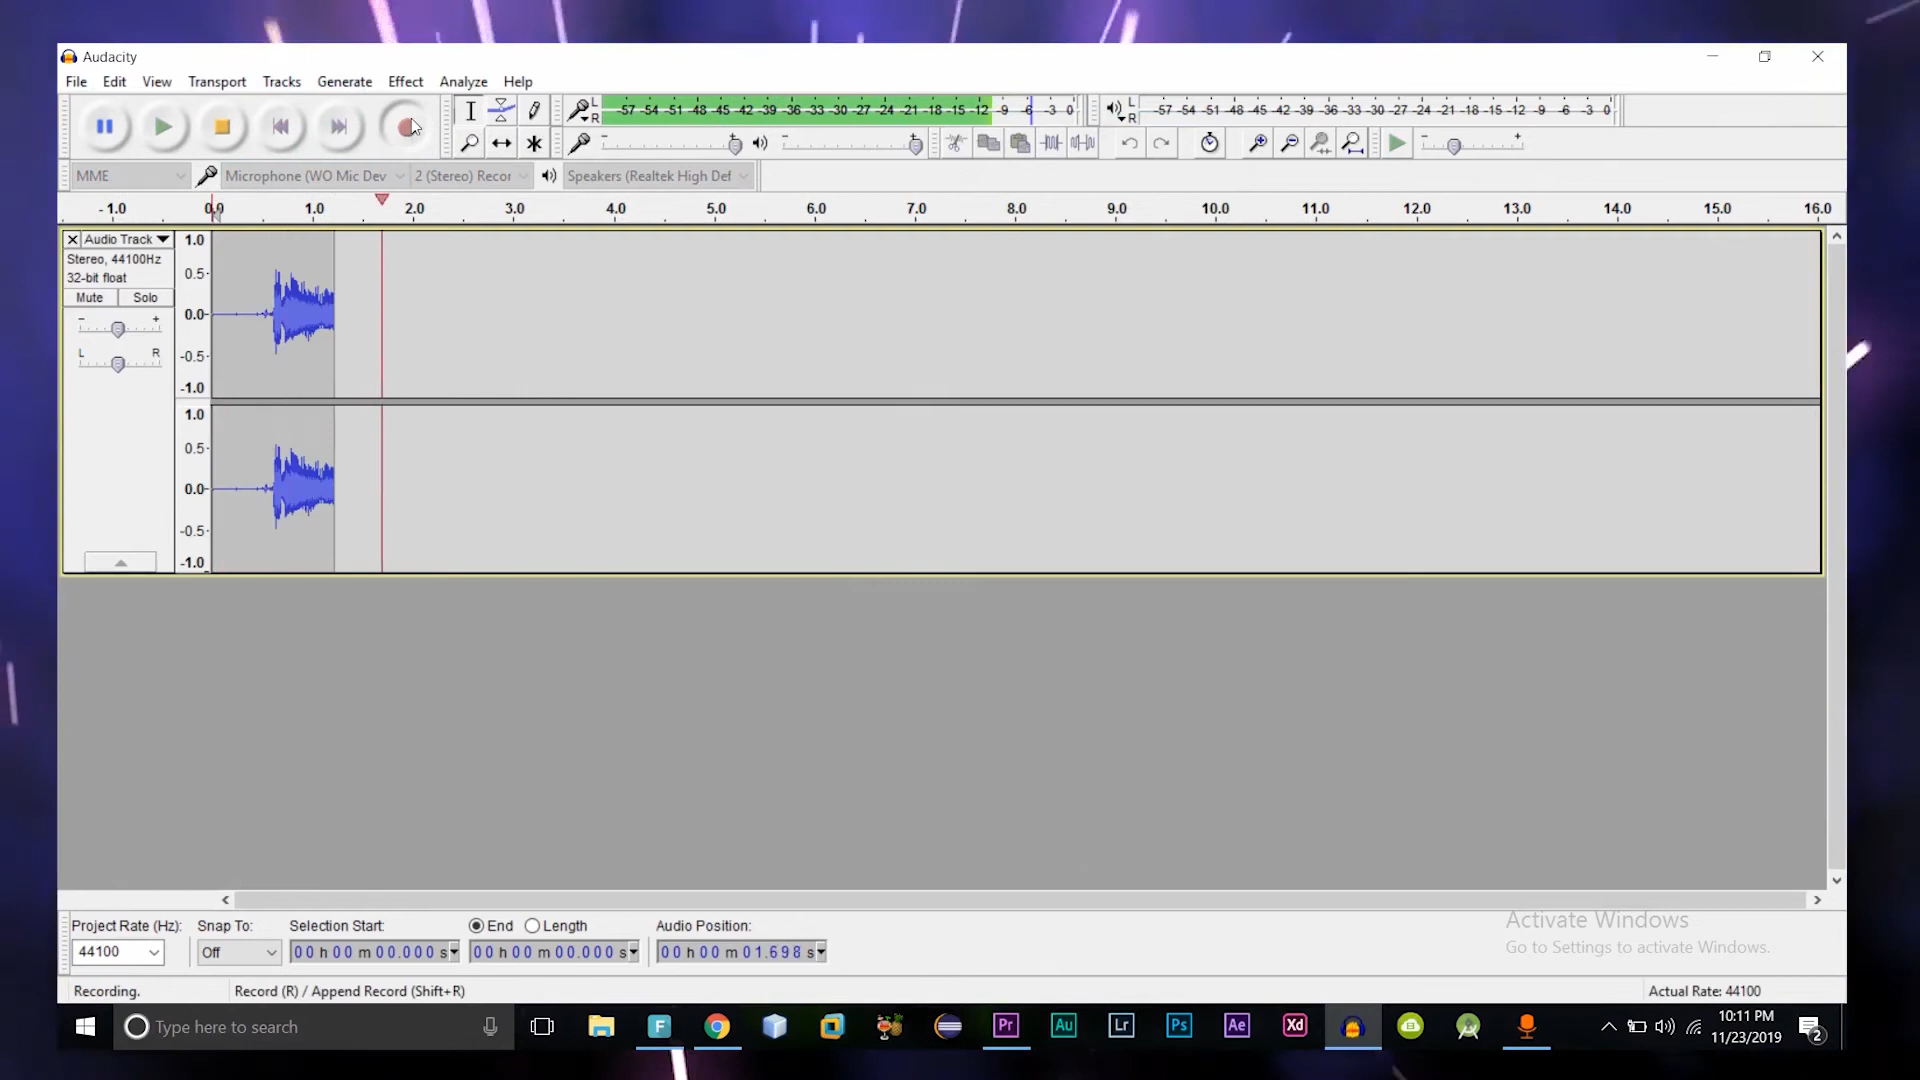 Audacity
File Edit View Transport Tracks Generate Effect Analyze Help
L R -57 -54 -51 -48 -45 -42 -39 -36 -33 -30 -27 -24 -21 -18 -15 -12 -9 -6 -3 0 L R -57 -54 -51 -48 -45 -42 -39 -36 -33 -30 -27 -24 -21 -18 -15 -12 -9 -6 -3 0
MME Microphone (WO Mic Dev 2 (Stereo) Recor Speakers (Realtek High Def
-1.0 0.0 1.0 2.0 3.0 4.0 5.0 6.0 7.0 8.0 9.0 10.0 11.0 12.0 13.0 14.0 15.0 16.0
Audio Track 1.0
Stereo, 44100Hz
32-bit float 0.5
Mute Solo
- + 0.0
L R -0.5
-1.0
1.0
0.5
0.0
-0.5
-1.0
Project Rate (Hz): Snap To: Selection Start: End Length Audio Position:
44100 Off 00 h 00 m 00.000 s 00 h 00 m 00.000 s 00 h 00 m 01.698 s
Activate Windows
Go to Settings to activate Windows.
Recording. Record (R) / Append Record (Shift+R) Actual Rate: 44100
Type here to search F Pr Au Lr Ps Ae Xd 10:11 PM
11/23/2019 2